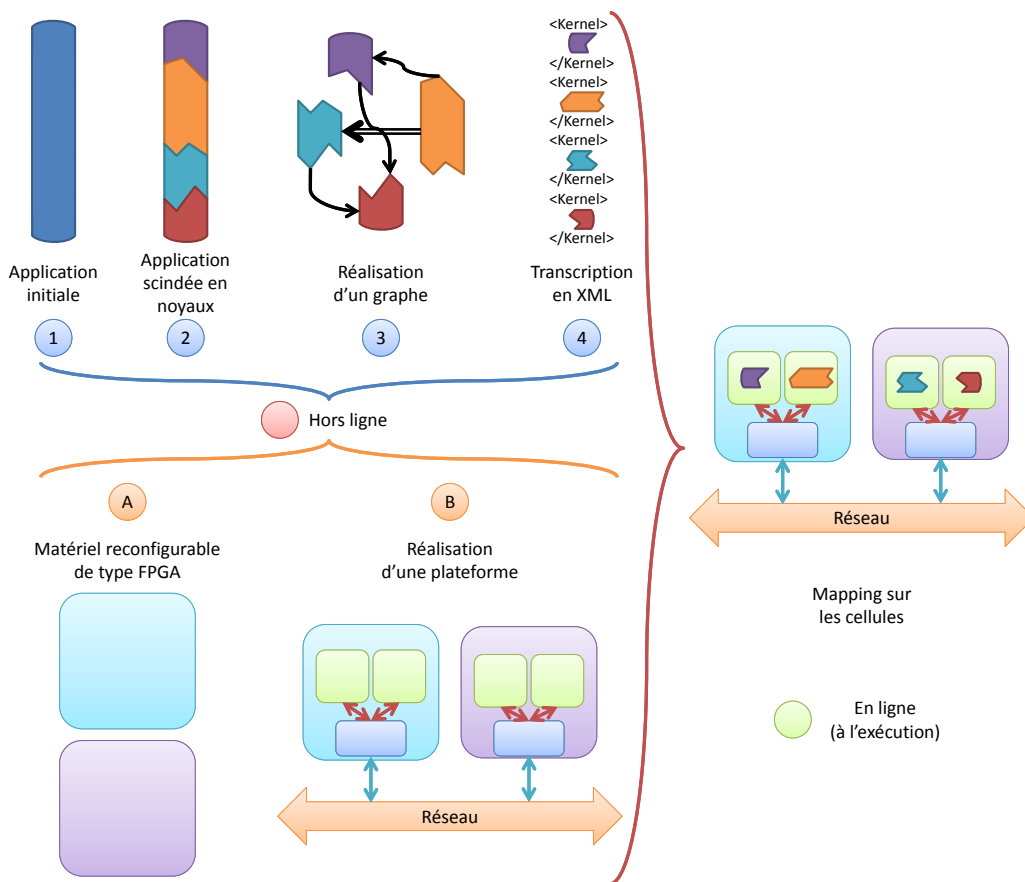 <Kernel>
</Kernel>
<Kernel>
</Kernel>
<Kernel>
</Kernel>
<Kernel>
</Kernel>
Application
initiale
Application
scindée en
noyaux
Réalisation
d’un graphe
Transcription
en XML
1
2
3
4
Hors ligne
A
B
Matériel reconfigurable
de type FPGA
Réalisation
d’une plateforme
Réseau
Réseau
Mapping sur
les cellules
En ligne
(à l’exécution)